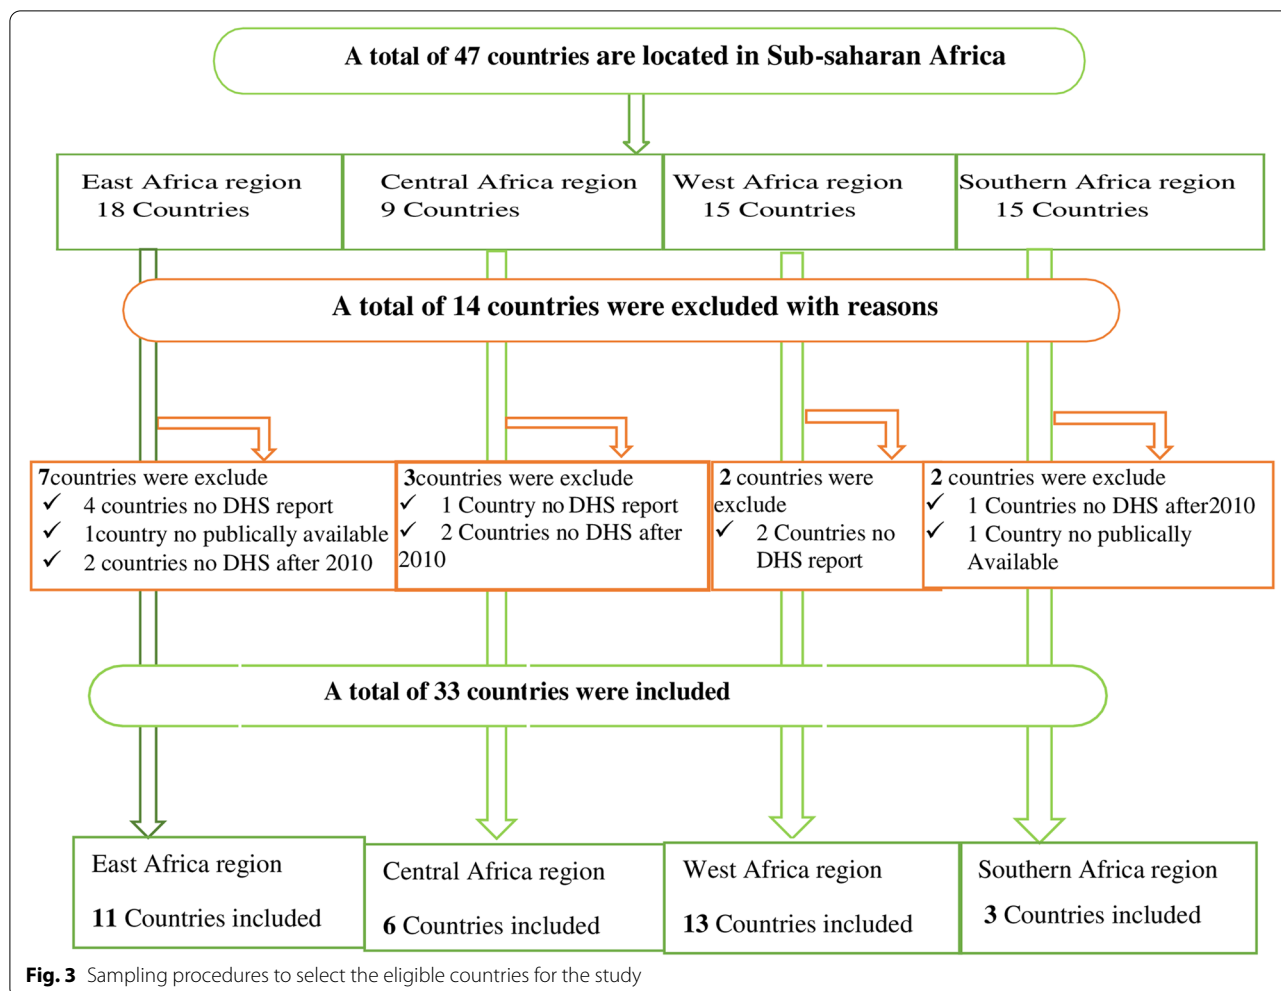 A total of 47 countries are located in Sub-saharan Africa
East Africa region
18 Countries
Central Africa region
9 Countries
West Africa region
15 Countries
Southern Africa region
15 Countries
A total of 14 countries were excluded with reasons
7countries were exclude
✓ 4 countries no DHS report
✓ 1country no publically available
✓ 2 countries no DHS after 2010
3countries were exclude
✓ 1 Country no DHS report
✓ 2 Countries no DHS after
2010
2 countries were
exclude
✓ 2 Countries no
DHS report
2 countries were exclude
✓ 1 Countries no DHS after2010
✓ 1 Country no publically
Available
A total of 33 countries were included
East Africa region
11 Countries included
Central Africa region
6 Countries included
West Africa region
13 Countries included
Southern Africa region
3 Countries included
Fig. 3 Sampling procedures to select the eligible countries for the study